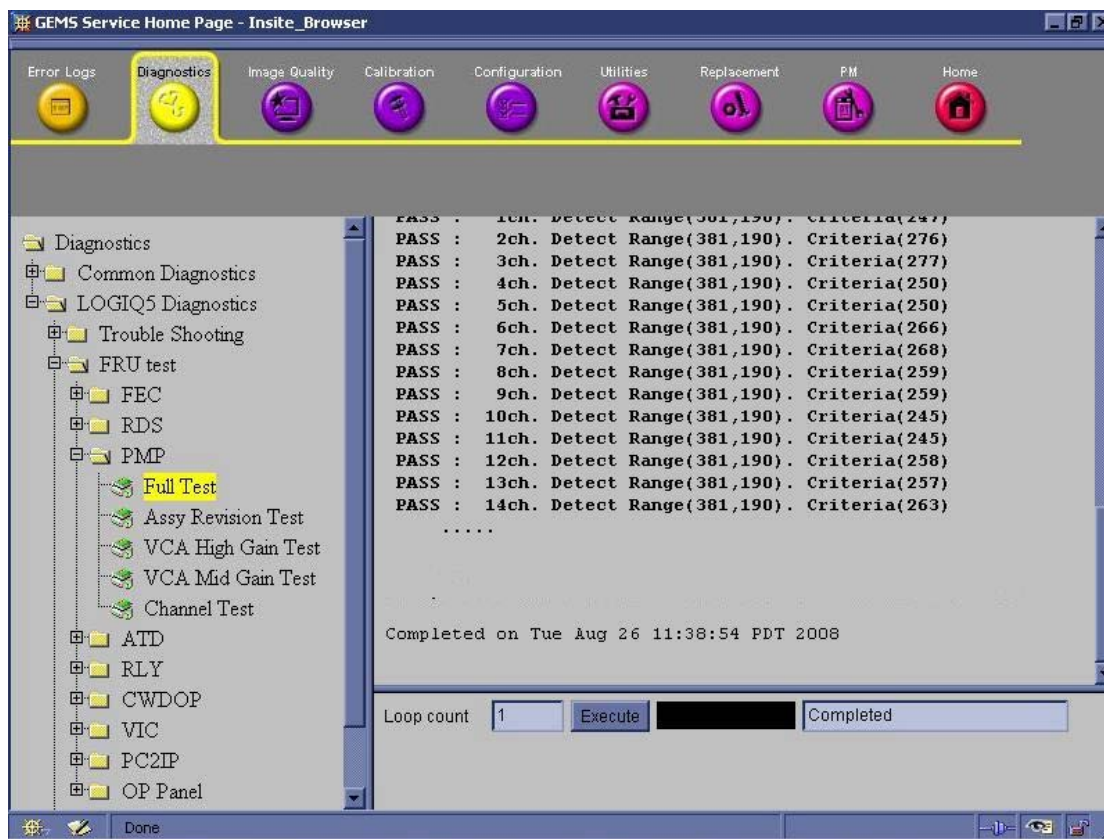 GEMS Service Home Page - Insite_Browser
Error Logs Diagnostics Image Quality Calibration Configuration Utilities Replacement PM Home
Diagnostics
Common Diagnostics
LOGIQ5 Diagnostics
Trouble Shooting
FRU test
FEC
RDS
PMP
Full Test
Assy Revision Test
VCA High Gain Test
VCA Mid Gain Test
Channel Test
ATD
RLY
CWDOP
VIC
PC2IP
OP Panel
PASS : 1ch. Detect Range(381,190). Criteria(247)
PASS : 2ch. Detect Range(381,190). Criteria(276)
PASS : 3ch. Detect Range(381,190). Criteria(277)
PASS : 4ch. Detect Range(381,190). Criteria(250)
PASS : 5ch. Detect Range(381,190). Criteria(250)
PASS : 6ch. Detect Range(381,190). Criteria(266)
PASS : 7ch. Detect Range(381,190). Criteria(268)
PASS : 8ch. Detect Range(381,190). Criteria(259)
PASS : 9ch. Detect Range(381,190). Criteria(259)
PASS : 10ch. Detect Range(381,190). Criteria(245)
PASS : 11ch. Detect Range(381,190). Criteria(245)
PASS : 12ch. Detect Range(381,190). Criteria(258)
PASS : 13ch. Detect Range(381,190). Criteria(257)
PASS : 14ch. Detect Range(381,190). Criteria(263)
.....
Completed on Tue Aug 26 11:38:54 PDT 2008
Loop count 1 Execute Completed
Done